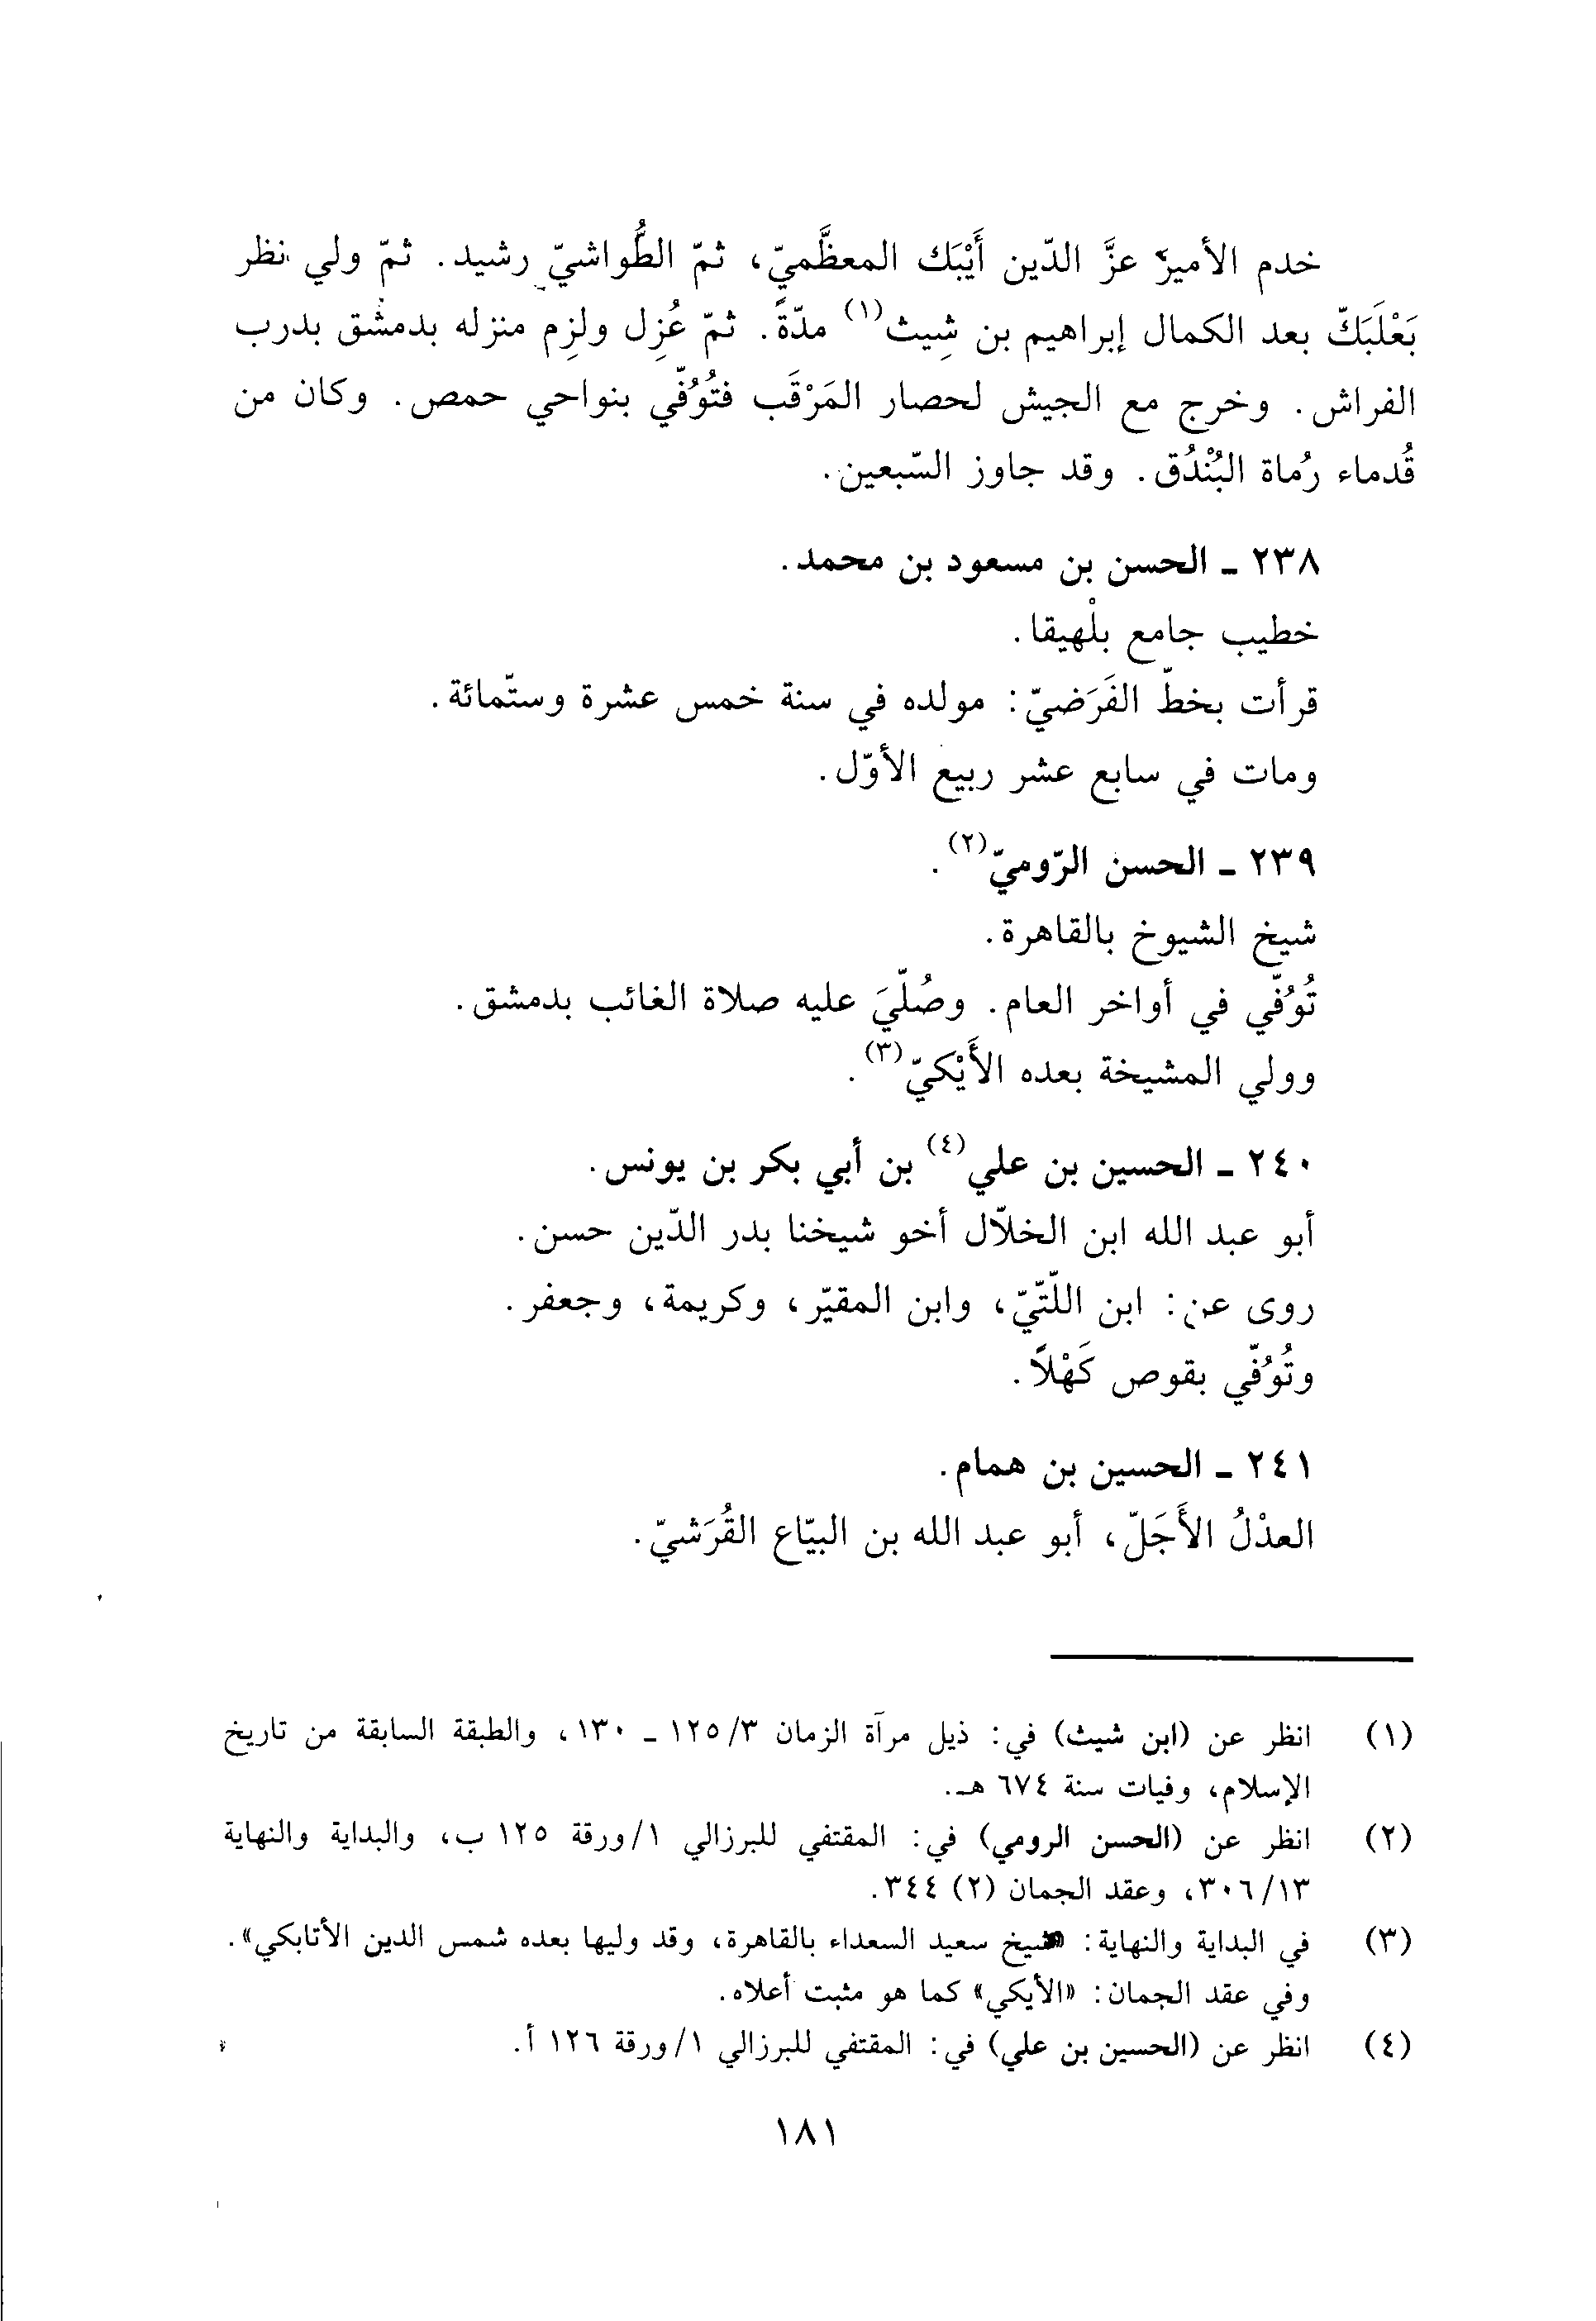 خدم الأميرَ عزَّ الدّين أَيْبَك المعظَّميّ، ثمّ الطُّواشيّ رشيد. ثمّ ولي نظر
بَعْلَبَكّ بعد الكمال إبراهيم بن شِيث(١) مدّةً. ثمّ عُزِل ولزِم منزله بدمشق بدرب
الفراش. وخرج مع الجيش لحصار المَرْقَب فتُوُفّي بنواحي حمص. وكان من
قُدماء رُماة البُنْدُق. وقد جاوز السّبعين.
٢٣٨ ـ الحسن بن مسعود بن محمد.
خطيب جامع بلْهيقا.
قرأت بخطّ الفَرَضيّ: مولده في سنة خمس عشرة وستّمائة.
ومات في سابع عشر ربيع الأوّل.
٢٣٩ ـ الحسن الرّوميّ(٢).
شيخ الشيوخ بالقاهرة.
تُوُفّي في أواخر العام. وصُلّيَ عليه صلاة الغائب بدمشق.
وولي المشيخة بعده الأَيْكيّ(٣).
٢٤٠ ـ الحسين بن علي(٤) بن أبي بكر بن يونس.
أبو عبد الله ابن الخلاّل أخو شيخنا بدر الدّين حسن.
روى عن: ابن اللّتّيّ، وابن المقيّر، وكريمة، وجعفر.
وتُوُفّي بقوص كَهْلاً.
٢٤١ ـ الحسين بن همام.
العدْلُ الأَجَلّ، أبو عبد الله بن البيّاع القُرَشيّ.
(١) انظر عن (ابن شيث) في: ذيل مرآة الزمان ١٢٥/٣ ـ ١٣٠، والطبقة السابقة من تاريخ
الإسلام، وفيات سنة ٦٧٤ هـ.
(٢) انظر عن (الحسن الرومي) في: المقتفي للبرزالي ١/ورقة ١٢٥ ب، والبداية والنهاية
٣٠٦/١٣، وعقد الجمان (٢) ٣٤٤.
(٣) في البداية والنهاية: «شيخ سعيد السعداء بالقاهرة، وقد وليها بعده شمس الدين الأتابكي».
وفي عقد الجمان: «الأيكي» كما هو مثبت أعلاه.
(٤) انظر عن (الحسين بن علي) في: المقتفي للبرزالي ١/ورقة ١٢٦ أ.
١٨١